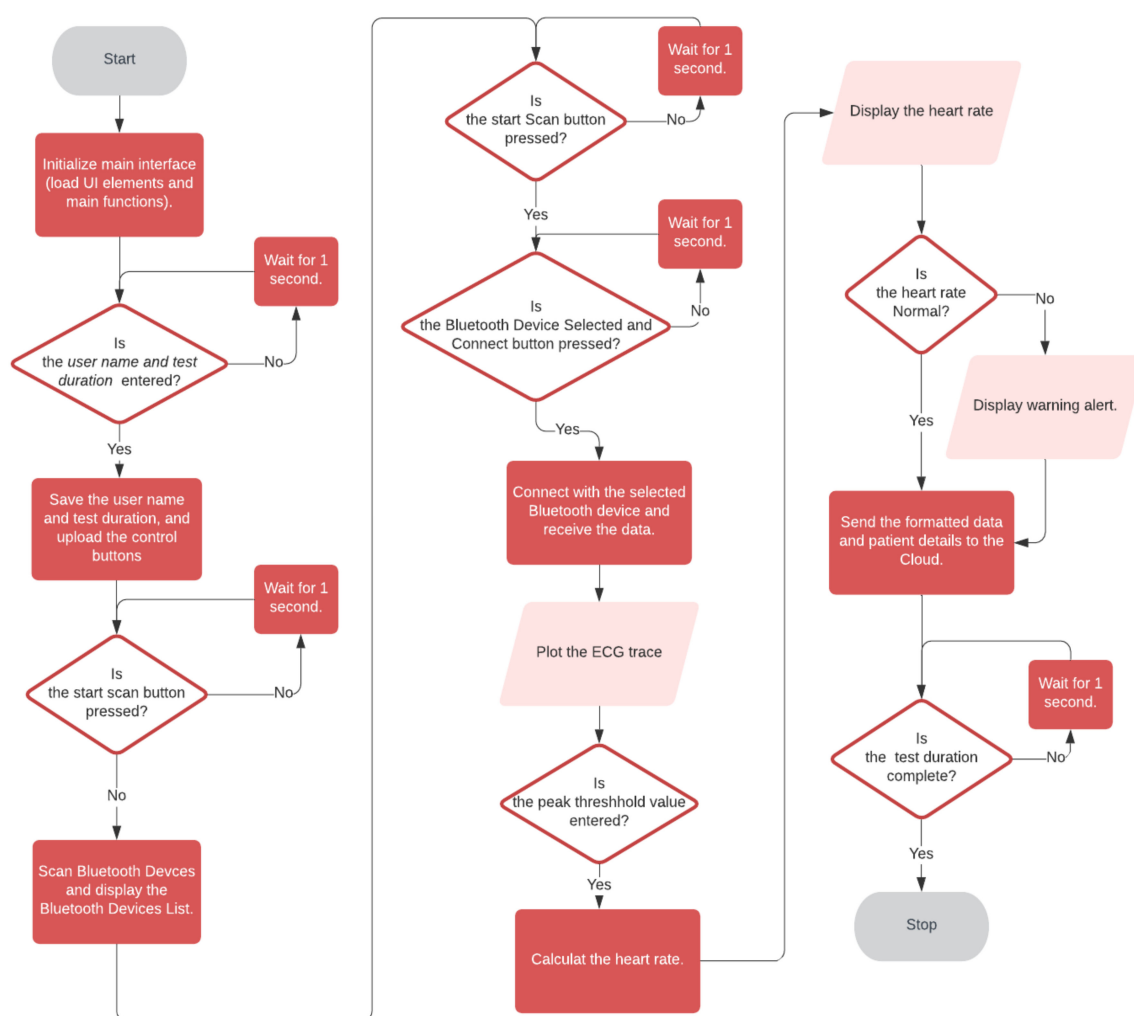 Start
Initialize main interface
(load UI elements and
main functions).
Wait for 1
second.
Is
the user name and test
duration entered?
No
Yes
Save the user name
and test duration, and
upload the control
buttons
Wait for 1
second.
Is
the start scan button
pressed?
No
No
Scan Bluetooth Devces
and display the
Bluetooth Devices List.
Wait for 1
second.
Is
the start Scan button
pressed?
No
Yes
Wait for 1
second.
Is
the Bluetooth Device Selected and
Connect button pressed?
No
Yes
Connect with the selected
Bluetooth device and
receive the data.
Plot the ECG trace
Is
the peak threshhold value
entered?
Yes
Calculat the heart rate.
Display the heart rate
Is
the heart rate
Normal?
No
Display warning alert.
Yes
Send the formatted data
and patient details to the
Cloud.
Wait for 1
second.
Is
the test duration
complete?
No
Yes
Stop